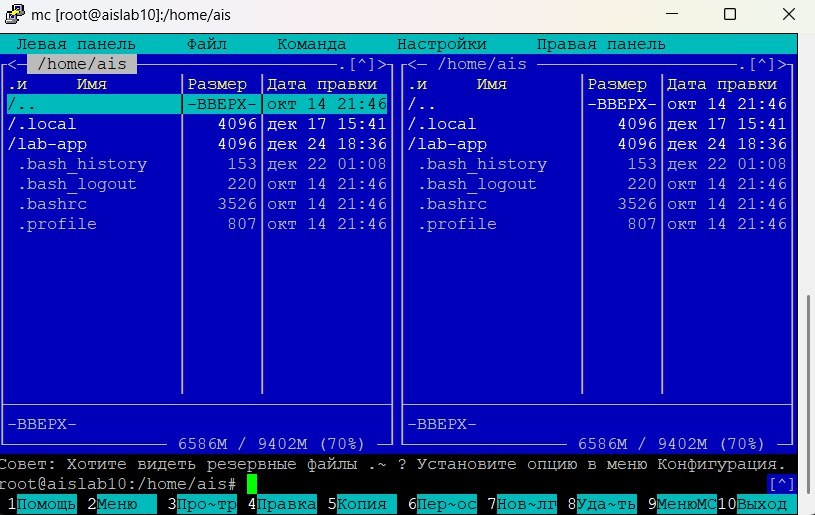 mc [root@aislab10]:/home/ais
Левая панель Файл Команда Настройки Правая панель
<— /home/ais .[^]> <— /home/ais .[^]>
.и Имя Размер Дата правки .и Имя Размер Дата правки
/.. -ВВЕРХ- окт 14 21:46 /.. -ВВЕРХ- окт 14 21:46
/.local 4096 дек 17 15:41 /.local 4096 дек 17 15:41
/lab-app 4096 дек 24 18:36 /lab-app 4096 дек 24 18:36
.bash_history 153 дек 22 01:08 .bash_history 153 дек 22 01:08
.bash_logout 220 окт 14 21:46 .bash_logout 220 окт 14 21:46
.bashrc 3526 окт 14 21:46 .bashrc 3526 окт 14 21:46
.profile 807 окт 14 21:46 .profile 807 окт 14 21:46
-ВВЕРХ- -ВВЕРХ-
6586M / 9402M (70%) 6586M / 9402M (70%)
Совет: Хотите видеть резервные файлы .~ ? Установите опцию в меню Конфигурация.
root@aislab10:/home/ais# [^]
1Помощь 2Меню 3Про~тр 4Правка 5Копия 6Пер~ос 7Нов~лг 8Уда~ть 9МенюMC 10Выход